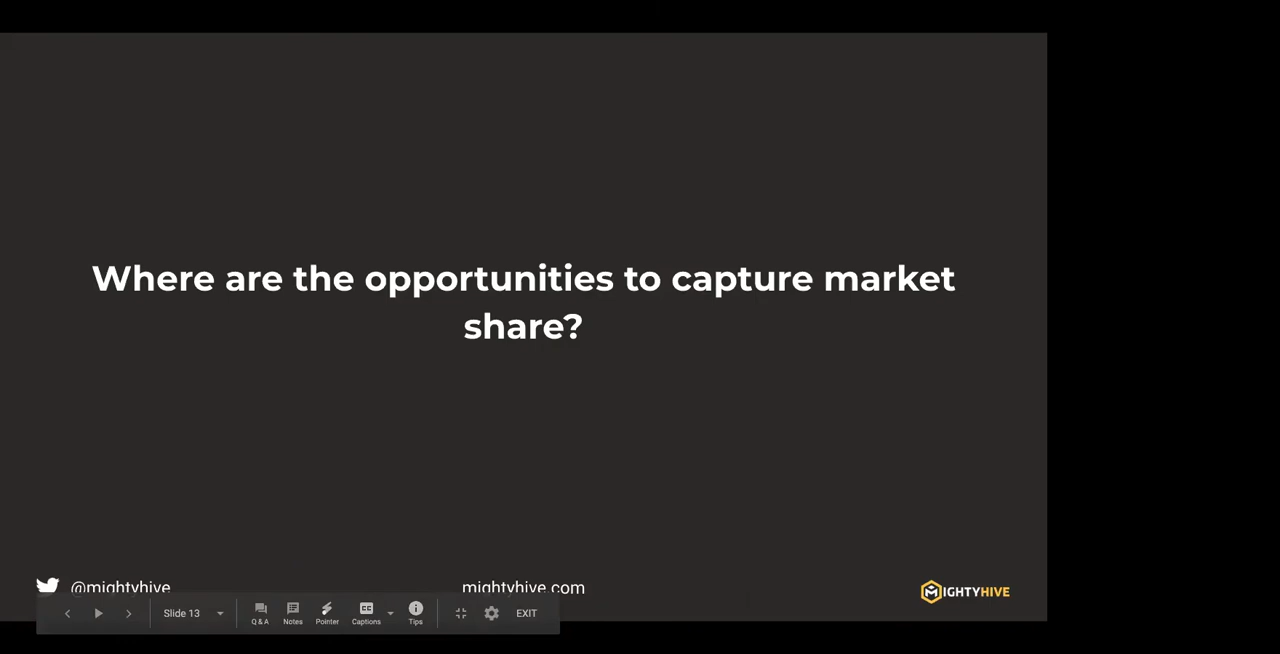 Where are the opportunities to capture market
share?
@mightyhive
mightyhive.com
MIGHTYHIVE
Slide 13
Q & A
Notes
Pointer
Captions
Tips
EXIT